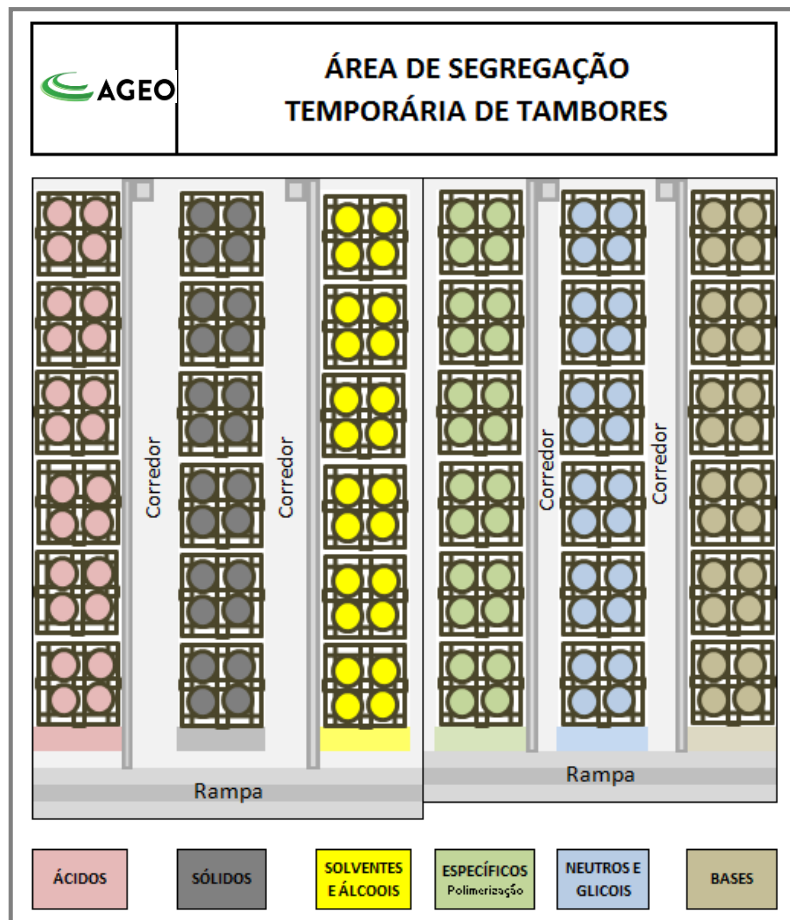 AGEO
ÁREA DE SEGREGAÇÃO
TEMPORÁRIA DE TAMBORES
Corredor
Corredor
Corredor
Corredor
Rampa
Rampa
ÁCIDOS
SÓLIDOS
SOLVENTES
E ÁLCOOIS
ESPECÍFICOS
Polimerização
NEUTROS E
GLICOIS
BASES